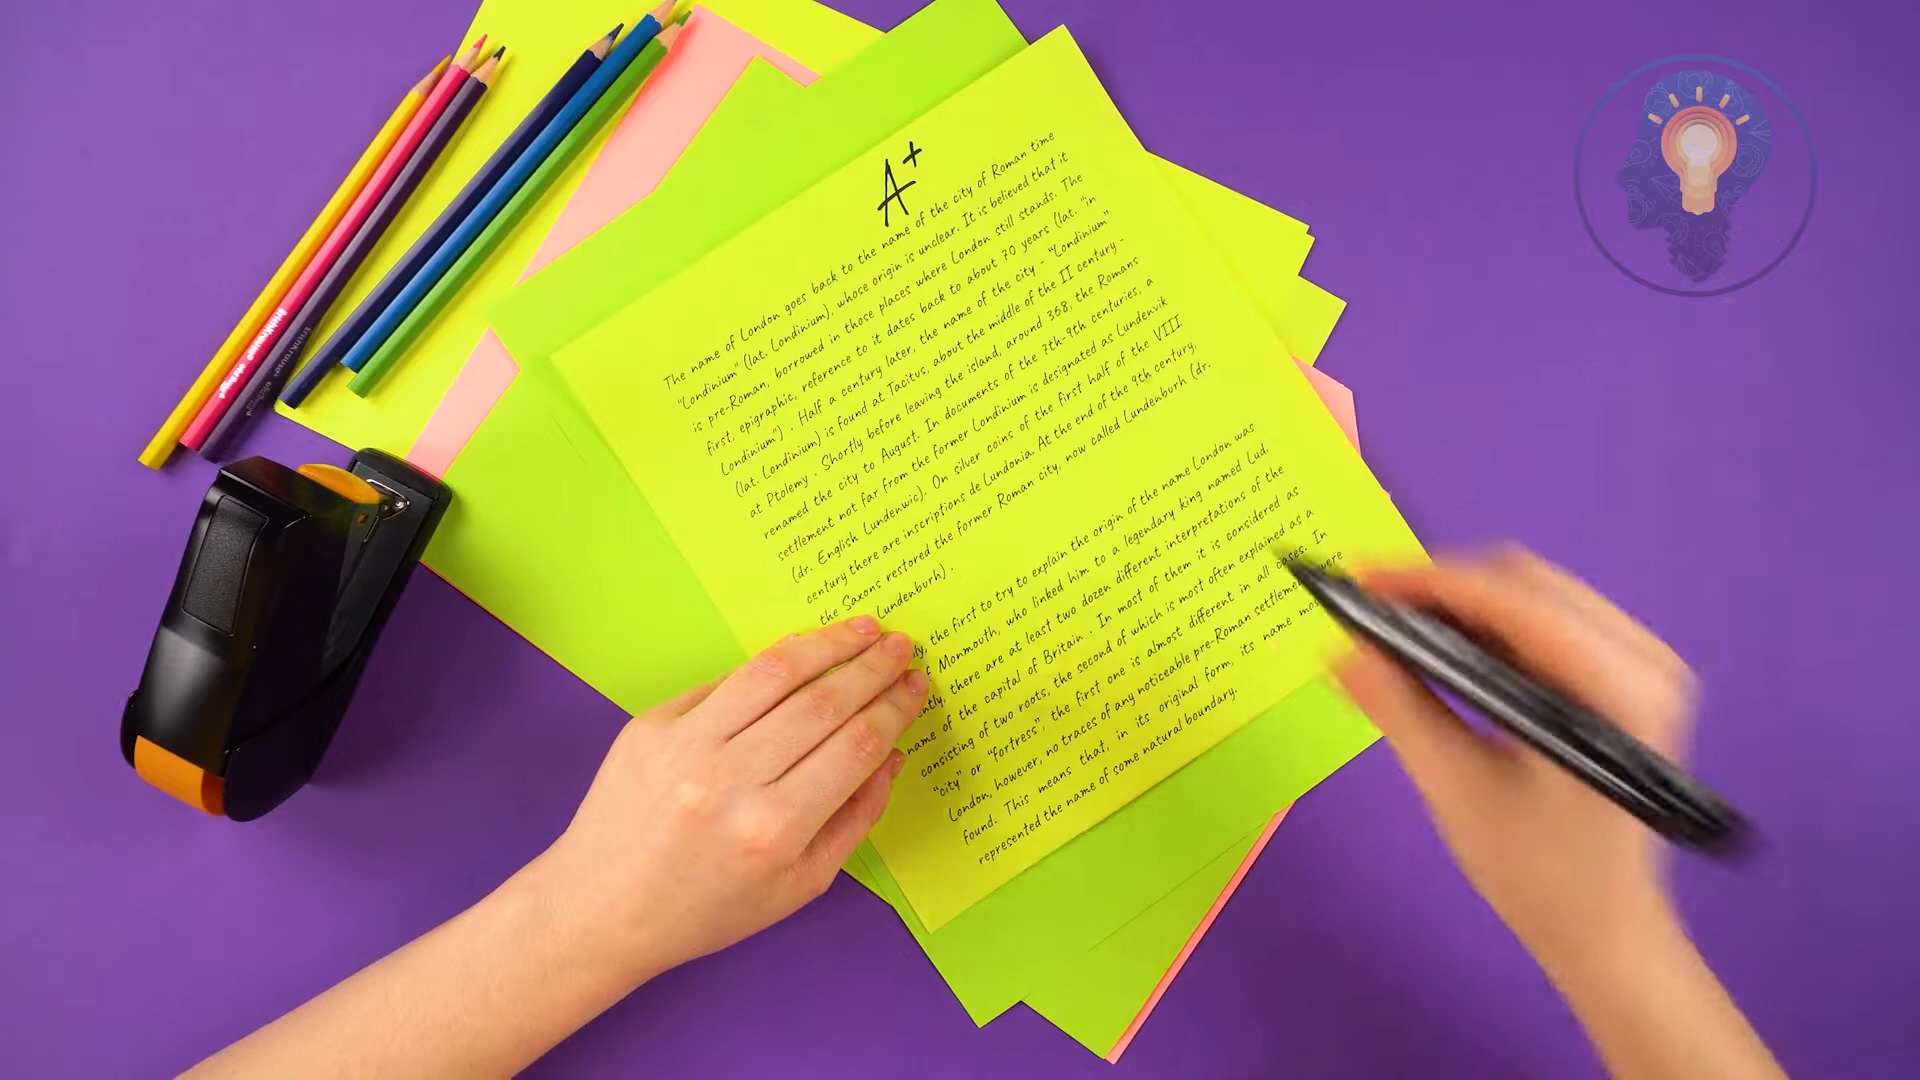 A+
The name of London goes back to the name of the city of Roman time
"Londinium" (lat. Londinium), whose origin is unclear. It is believed that it
is pre-Roman, borrowed in those places where London still stands. The
first, epigraphic, reference to it dates back to about 70 years (lat. "in
Londinium") . Half a century later, the name of the city - "Londinium"
(lat. Londinium) is found at Tacitus, about the middle of the II century -
at Ptolemy . Shortly before leaving the island, around 358, the Romans
renamed the city to August. In documents of the 7th-9th centuries, a
settlement not far from the former Londinium is designated as Lundenvik
(dr. English Lundenwic). On silver coins of the first half of the VIII
century there are inscriptions de Lundonia. At the end of the 9th century,
the Saxons restored the former Roman city, now called Lundenburh (dr.
Lundenburh) .
the first to try to explain the origin of the name London was
Monmouth, who linked him to a legendary king named Lud.
there are at least two dozen different interpretations of the
name of the capital of Britain . In most of them it is considered as
consisting of two roots, the second of which is most often explained as a
"city" or "fortress", the first one is almost different in all cases. In
London, however, no traces of any noticeable pre-Roman were
found. This means that, in its original form, its name
represented the name of some natural boundary.
ErichKrause
ErichKrause